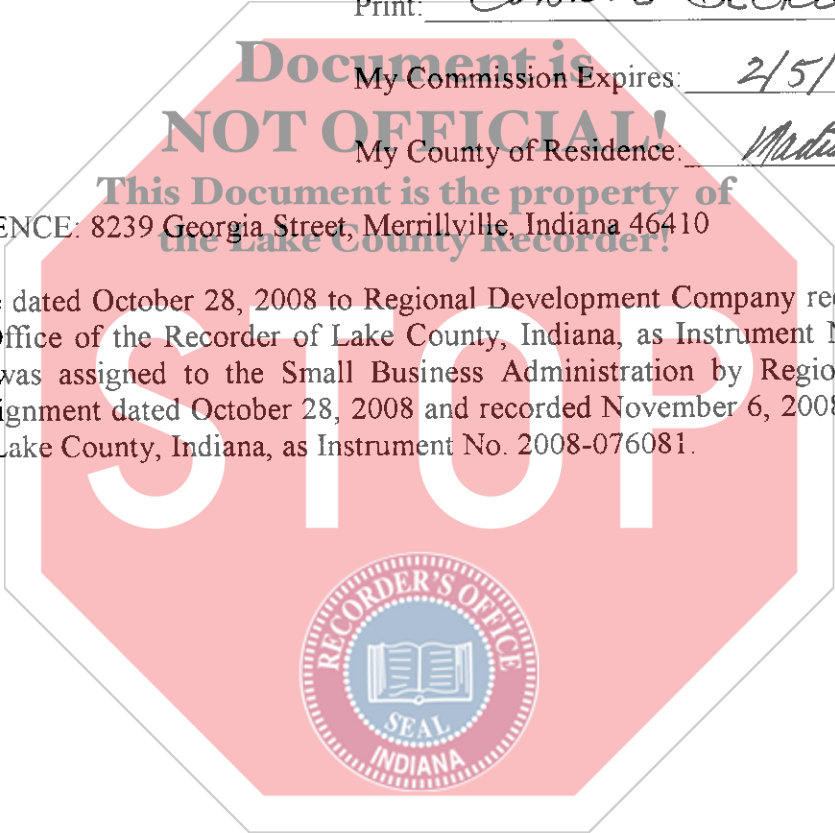 Print:
Document is
My Commission Expires: 2/5/
NOT OFFICIAL!
My County of Residence:
This Document is the property of
ENCE: 8239 Georgia Street, Merrillville, Indiana 46410
the Lake County Recorder!
dated October 28, 2008 to Regional Development Company re
ffice of the Recorder of Lake County, Indiana, as Instrument N
was assigned to the Small Business Administration by Regio
ignment dated October 28, 2008 and recorded November 6, 2008
Lake County, Indiana, as Instrument No. 2008-076081.
STOP
RECORDER'S OFFICE
SEAL
INDIANA